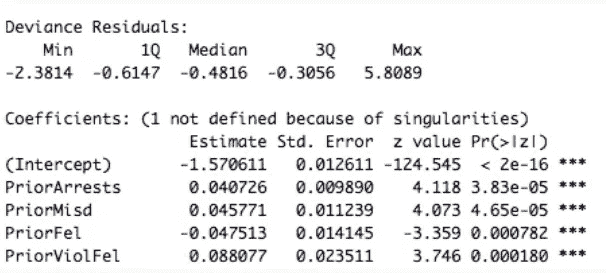 Deviance Residuals:
Min 1Q Median 3Q Max
-2.3814 -0.6147 -0.4816 -0.3056 5.8089
Coefficients: (1 not defined because of singularities)
Estimate Std. Error z value Pr(>|z|)
(Intercept) -1.570611 0.012611 -124.545 < 2e-16 ***
PriorArrests 0.040726 0.009890 4.118 3.83e-05 ***
PriorMisd 0.045771 0.011239 4.073 4.65e-05 ***
PriorFel -0.047513 0.014145 -3.359 0.000782 ***
PriorViolFel 0.088077 0.023511 3.746 0.000180 ***